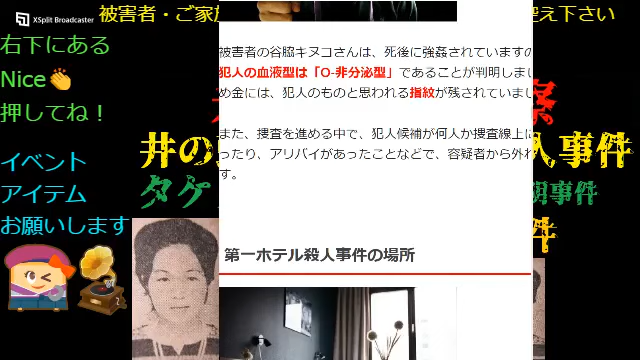 XSplit Broadcaster
被害者・ご家
控え下さい
右下にある
Nice👏
押してね！
イベント
アイテム
お願いします
被害者の谷脇キヌコさんは、死後に強姦されていますの
犯人の血液型は「O-非分泌型」であることが判明しまし
め金には、犯人のものと思われる指紋が残されていまし
また、捜査を進める中で、犯人候補が何人か捜査線上に
ったり、アリバイがあったことなどで、容疑者から外れ
す。
第一ホテル殺人事件の場所
井の
人事件
タケ
明事件
件